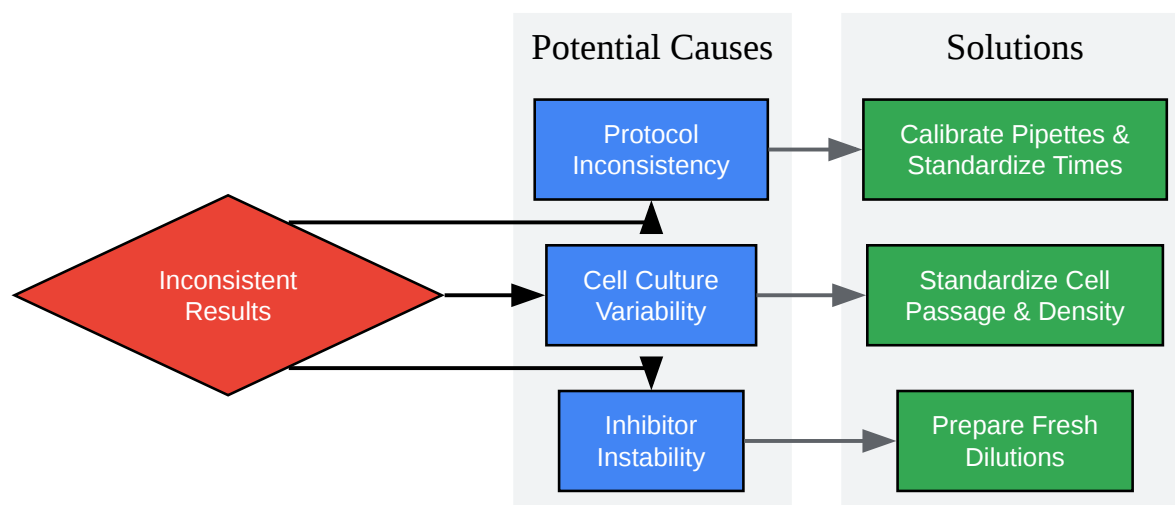 Potential Causes
Solutions
Protocol
Inconsistency
Calibrate Pipettes &
Standardize Times
Inconsistent
Results
Cell Culture
Variability
Standardize Cell
Passage & Density
Inhibitor
Instability
Prepare Fresh
Dilutions